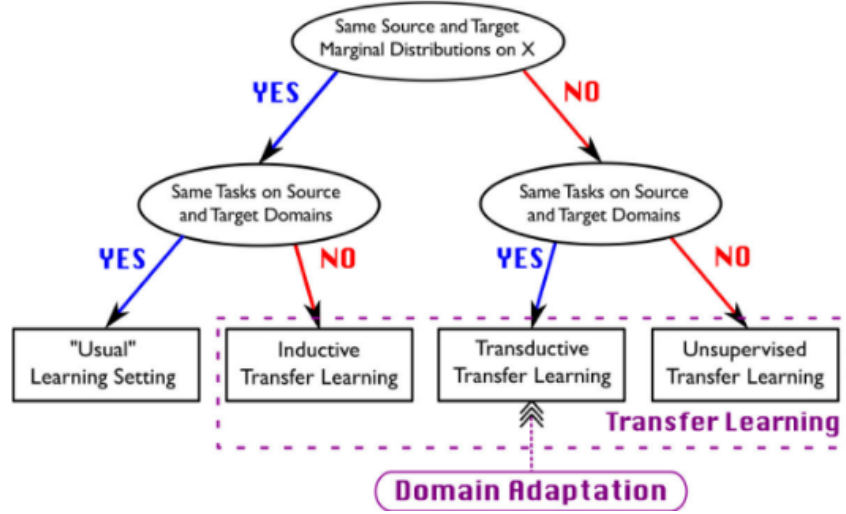 Same Source and Target
Marginal Distributions on X
YES
NO
Same Tasks on Source
and Target Domains
Same Tasks on Source
and Target Domains
YES
NO
YES
NO
"Usual"
Learning Setting
Inductive
Transfer Learning
Transductive
Transfer Learning
Unsupervised
Transfer Learning
Transfer Learning
Domain Adaptation